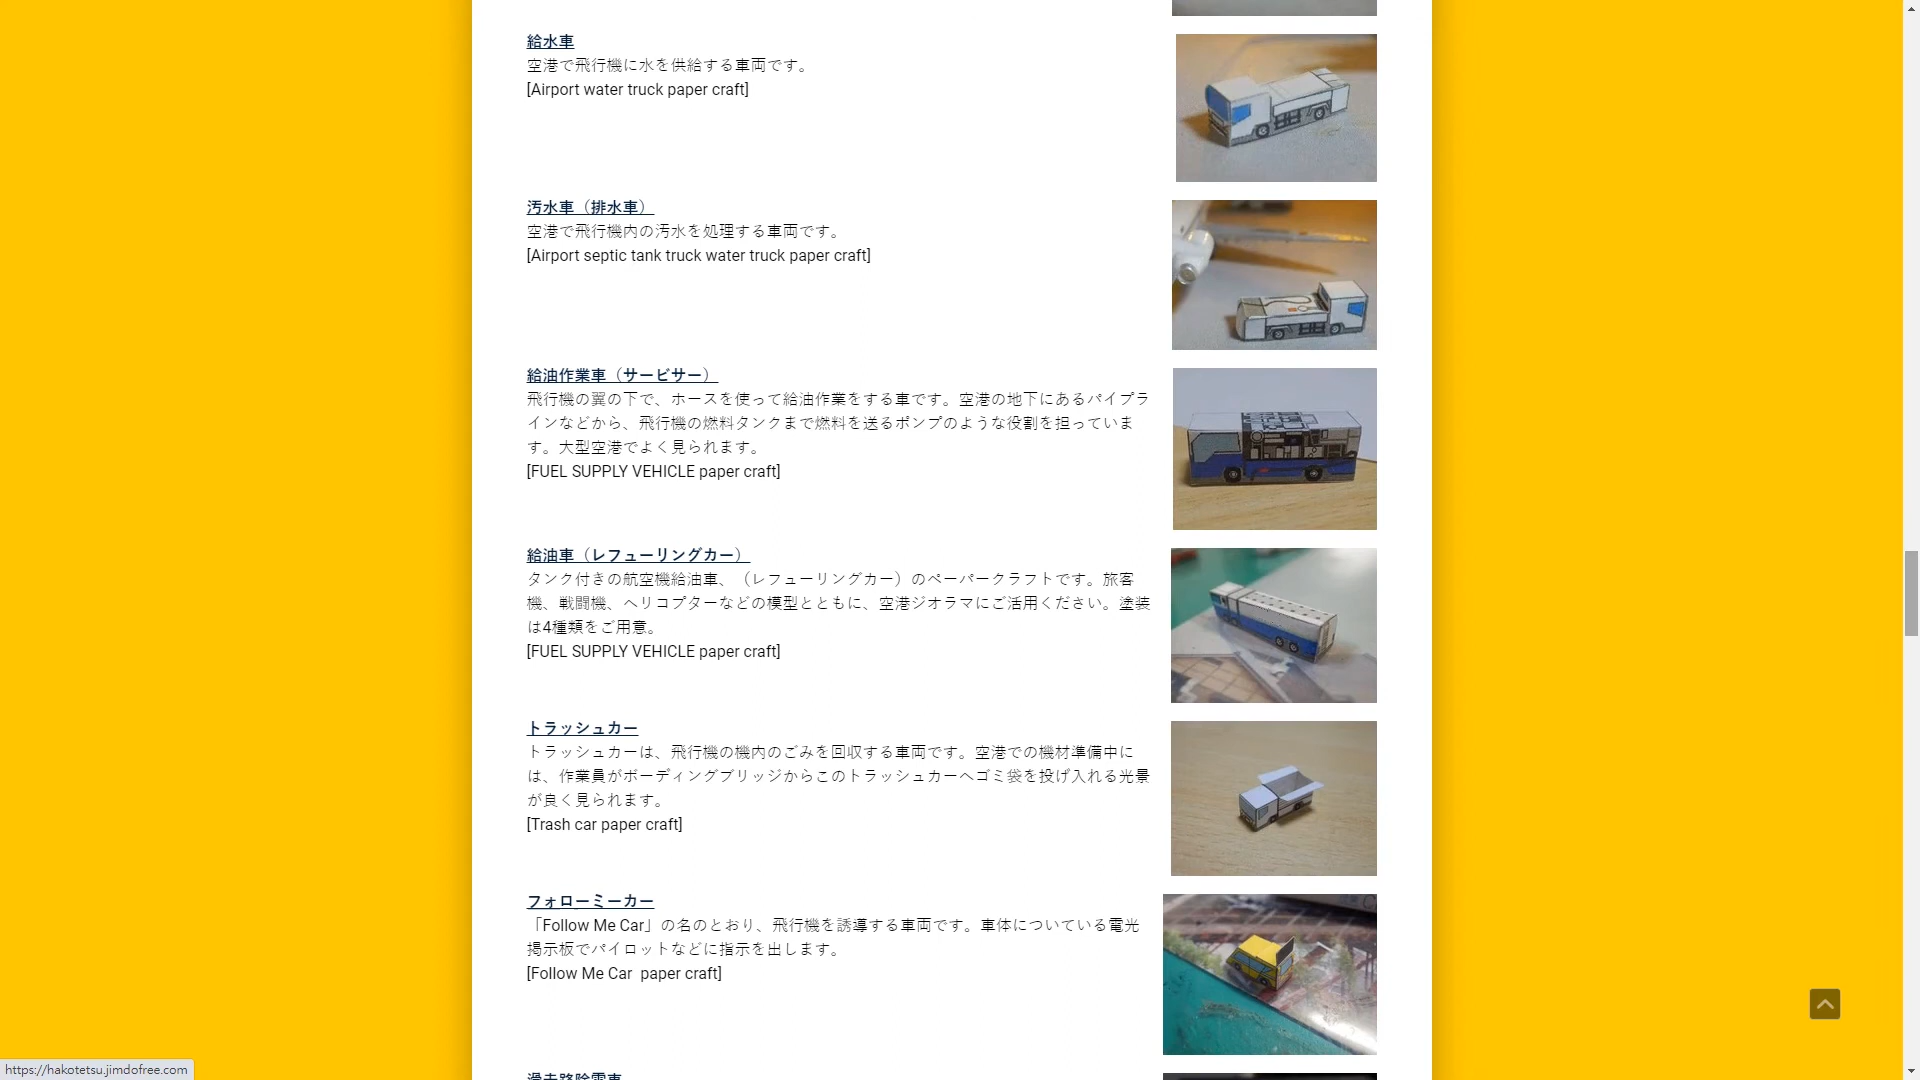 給水車
空港で飛行機に水を供給する車両です。
[Airport water truck paper craft]
汚水車（排水車）
空港で飛行機内の汚水を処理する車両です。
[Airport septic tank truck water truck paper craft]
給油作業車（サービサー）
飛行機の翼の下で、ホースを使って給油作業をする車です。空港の地下にあるパイプラ
インなどから、飛行機の燃料タンクまで燃料を送るポンプのような役割を担っていま
す。大型空港でよく見られます。
[FUEL SUPPLY VEHICLE paper craft]
給油車（レフューリングカー）
タンク付きの航空機給油車、（レフューリングカー）のペーパークラフトです。旅客
機、戦闘機、ヘリコプターなどの模型とともに、空港ジオラマにご活用ください。塗装
は4種類をご用意。
[FUEL SUPPLY VEHICLE paper craft]
トラッシュカー
トラッシュカーは、飛行機の機内のごみを回収する車両です。空港での機材準備中に
は、作業員がボーディングブリッジからこのトラッシュカーへゴミ袋を投げ入れる光景
が良く見られます。
[Trash car paper craft]
フォローミーカー
「Follow Me Car」の名のとおり、飛行機を誘導する車両です。車体についている電光
掲示板でパイロットなどに指示を出します。
[Follow Me Car  paper craft]
https://hakotetsu.jimdofree.com